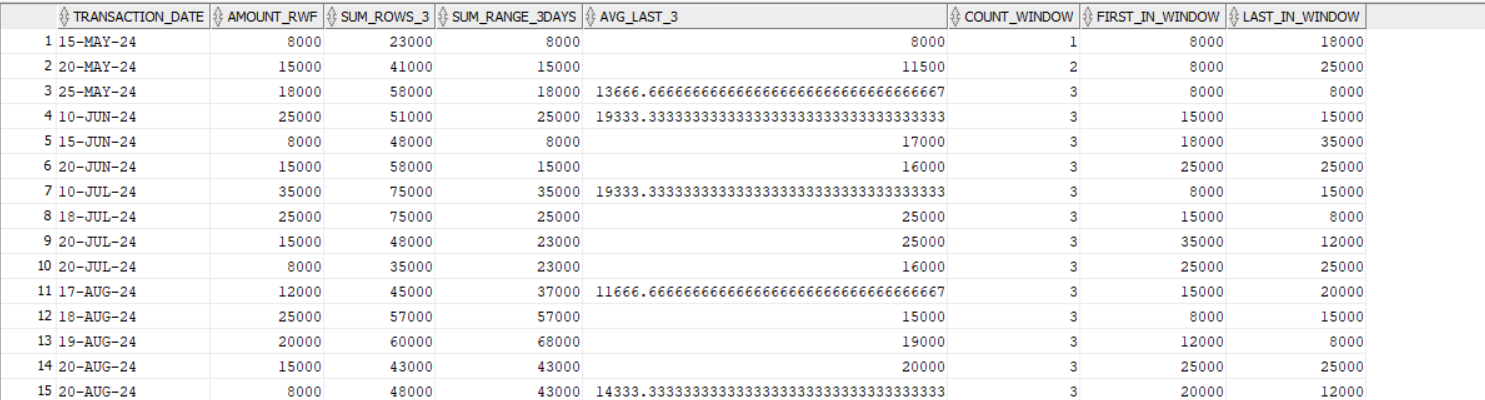 TRANSACTION_DATE AMOUNT_RWF SUM_ROWS_3 SUM_RANGE_3DAYS AVG_LAST_3 COUNT_WINDOW FIRST_IN_WINDOW LAST_IN_WINDOW
1 15-MAY-24 8000 23000 8000 8000 1 8000 18000
2 20-MAY-24 15000 41000 15000 11500 2 8000 25000
3 25-MAY-24 18000 58000 18000 13666.6666666666666666666666666666666667 3 8000 8000
4 10-JUN-24 25000 51000 25000 19333.3333333333333333333333333333333333 3 15000 15000
5 15-JUN-24 8000 48000 8000 17000 3 18000 35000
6 20-JUN-24 15000 58000 15000 16000 3 25000 25000
7 10-JUL-24 35000 75000 35000 19333.3333333333333333333333333333333333 3 8000 15000
8 18-JUL-24 25000 75000 25000 25000 3 15000 8000
9 20-JUL-24 15000 48000 23000 25000 3 35000 12000
10 20-JUL-24 8000 35000 23000 16000 3 25000 25000
11 17-AUG-24 12000 45000 37000 11666.6666666666666666666666666666666667 3 15000 20000
12 18-AUG-24 25000 57000 57000 15000 3 8000 15000
13 19-AUG-24 20000 60000 68000 19000 3 12000 8000
14 20-AUG-24 15000 43000 43000 20000 3 25000 25000
15 20-AUG-24 8000 48000 43000 14333.3333333333333333333333333333333333 3 20000 12000